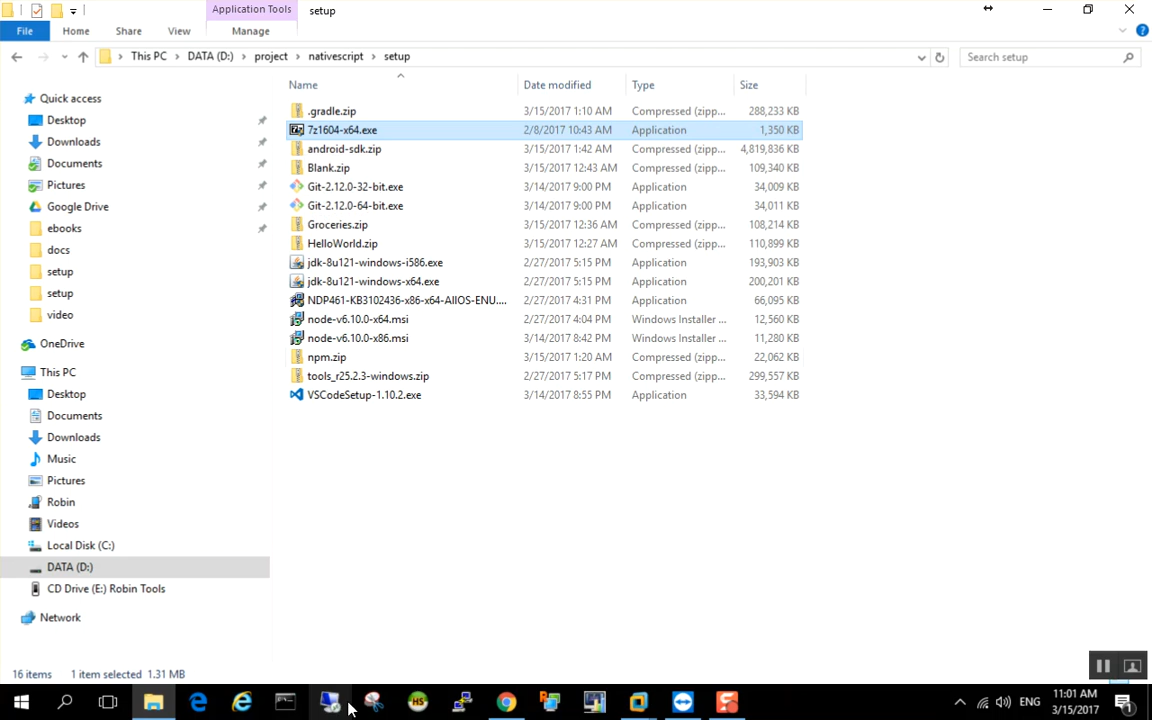 Application Tools setup
File Home Share View Manage
This PC DATA (D:) project nativescript setup Search setup
Name Date modified Type Size
Quick access
Desktop
Downloads
Documents
Pictures
Google Drive
ebooks
docs
setup
setup
video
OneDrive
This PC
Desktop
Documents
Downloads
Music
Pictures
Robin
Videos
Local Disk (C:)
DATA (D:)
CD Drive (E:) Robin Tools
Network
.gradle.zip 3/15/2017 1:10 AM Compressed (zipp... 288,233 KB
7z1604-x64.exe 2/8/2017 10:43 AM Application 1,350 KB
android-sdk.zip 3/15/2017 1:42 AM Compressed (zipp... 4,819,836 KB
Blank.zip 3/15/2017 12:43 AM Compressed (zipp... 109,340 KB
Git-2.12.0-32-bit.exe 3/14/2017 9:00 PM Application 34,009 KB
Git-2.12.0-64-bit.exe 3/14/2017 9:00 PM Application 34,011 KB
Groceries.zip 3/15/2017 12:36 AM Compressed (zipp... 108,214 KB
HelloWorld.zip 3/15/2017 12:27 AM Compressed (zipp... 110,899 KB
jdk-8u121-windows-i586.exe 2/27/2017 5:15 PM Application 193,903 KB
jdk-8u121-windows-x64.exe 2/27/2017 5:15 PM Application 200,201 KB
NDP461-KB3102436-x86-x64-AllOS-ENU.... 2/27/2017 4:31 PM Application 66,095 KB
node-v6.10.0-x64.msi 2/27/2017 4:04 PM Windows Installer ... 12,560 KB
node-v6.10.0-x86.msi 3/14/2017 8:42 PM Windows Installer ... 11,280 KB
npm.zip 3/15/2017 1:20 AM Compressed (zipp... 22,062 KB
tools_r25.2.3-windows.zip 2/27/2017 5:17 PM Compressed (zipp... 299,557 KB
VSCodeSetup-1.10.2.exe 3/14/2017 8:55 PM Application 33,594 KB
16 items 1 item selected 1.31 MB
HS
ENG
11:01 AM
3/15/2017
1